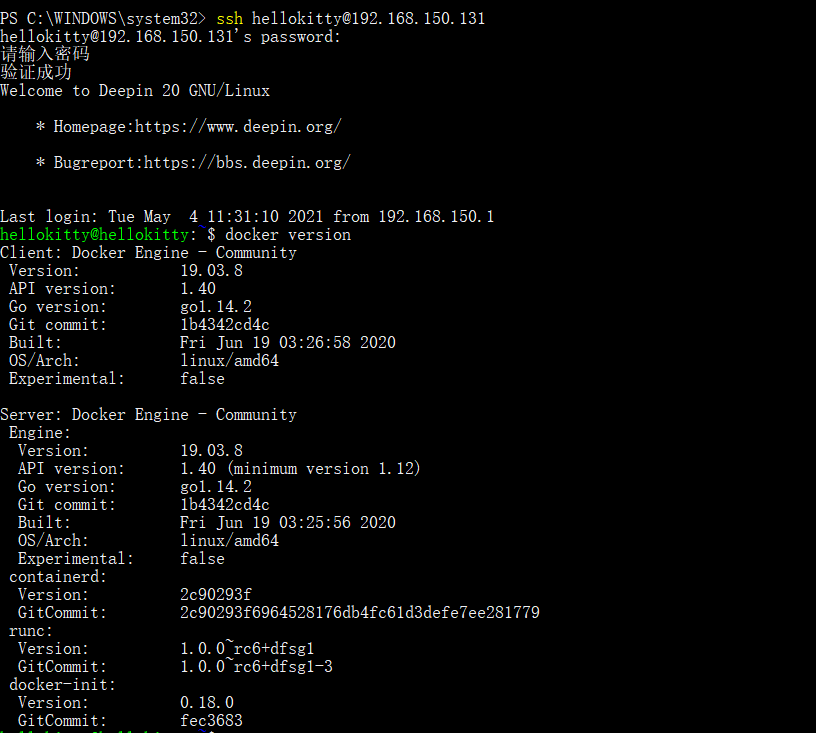 PS C:\WINDOWS\system32> ssh hellokitty@192.168.150.131
hellokitty@192.168.150.131's password:
请输入密码
验证成功
Welcome to Deepin 20 GNU/Linux
* Homepage:https://www.deepin.org/
* Bugreport:https://bbs.deepin.org/
Last login: Tue May  4 11:31:10 2021 from 192.168.150.1
hellokitty@hellokitty:~$ docker version
Client: Docker Engine - Community
Version: 19.03.8
API version: 1.40
Go version: go1.14.2
Git commit: 1b4342cd4c
Built: Fri Jun 19 03:26:58 2020
OS/Arch: linux/amd64
Experimental: false
Server: Docker Engine - Community
Engine:
Version: 19.03.8
API version: 1.40 (minimum version 1.12)
Go version: go1.14.2
Git commit: 1b4342cd4c
Built: Fri Jun 19 03:25:56 2020
OS/Arch: linux/amd64
Experimental: false
containerd:
Version: 2c90293f
GitCommit: 2c90293f6964528176db4fc61d3defe7ee281779
runc:
Version: 1.0.0~rc6+dfsg1
GitCommit: 1.0.0~rc6+dfsg1-3
docker-init:
Version: 0.18.0
GitCommit: fec3683